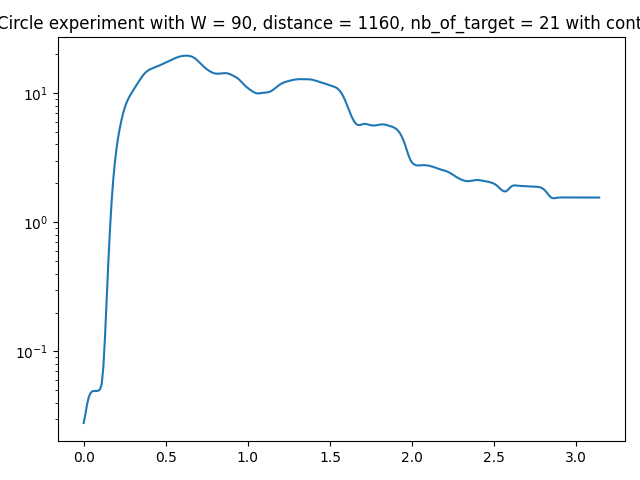 Circle experiment with W = 90, distance = 1160, nb_of_target = 21 with cont
10¹
10⁰
10⁻¹
0.0 0.5 1.0 1.5 2.0 2.5 3.0